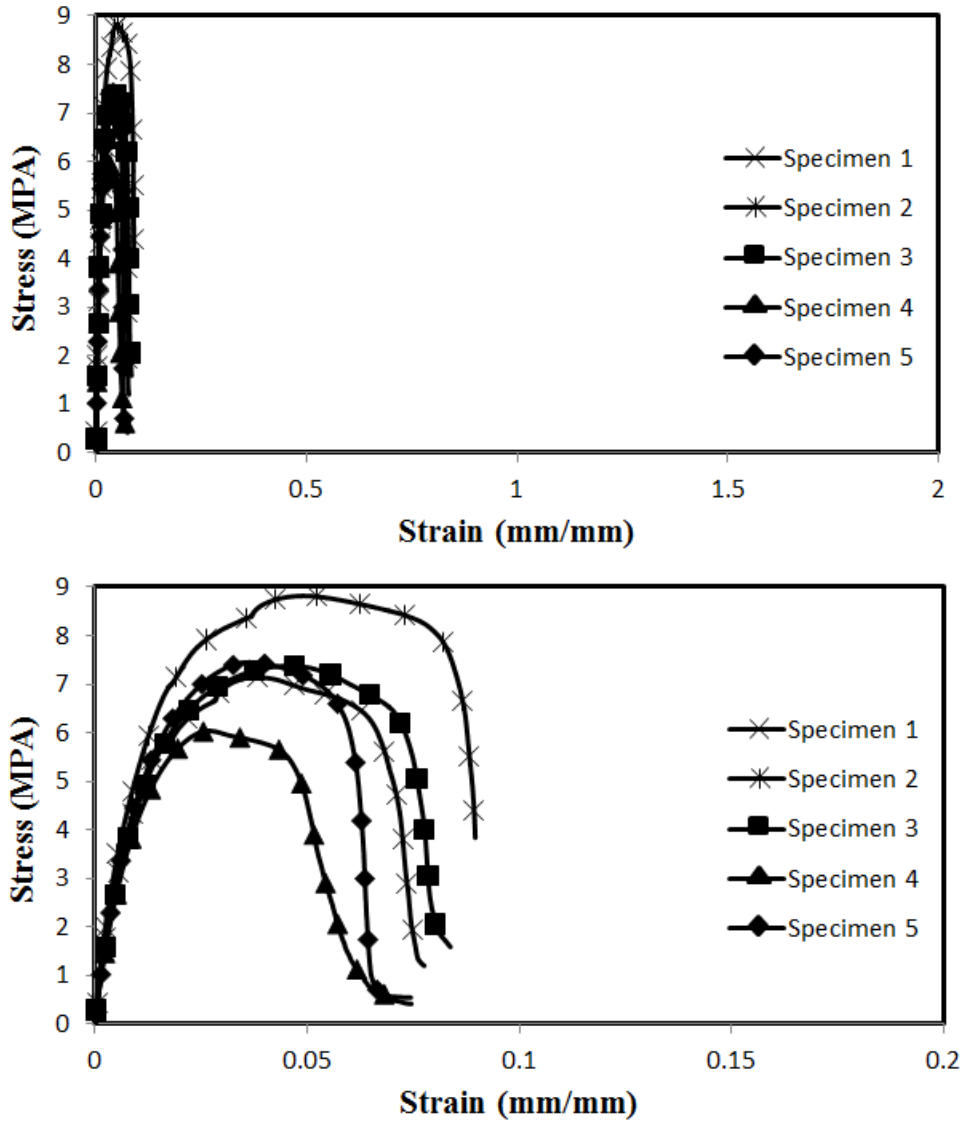 9
8
7
6
5
4
3
2
1
0
Stress (MPA)
Specimen 1
Specimen 2
Specimen 3
Specimen 4
Specimen 5
0 0.5 1 1.5 2
Strain (mm/mm)
9
8
7
6
5
4
3
2
1
0
Stress (MPA)
Specimen 1
Specimen 2
Specimen 3
Specimen 4
Specimen 5
0 0.05 0.1 0.15 0.2
Strain (mm/mm)